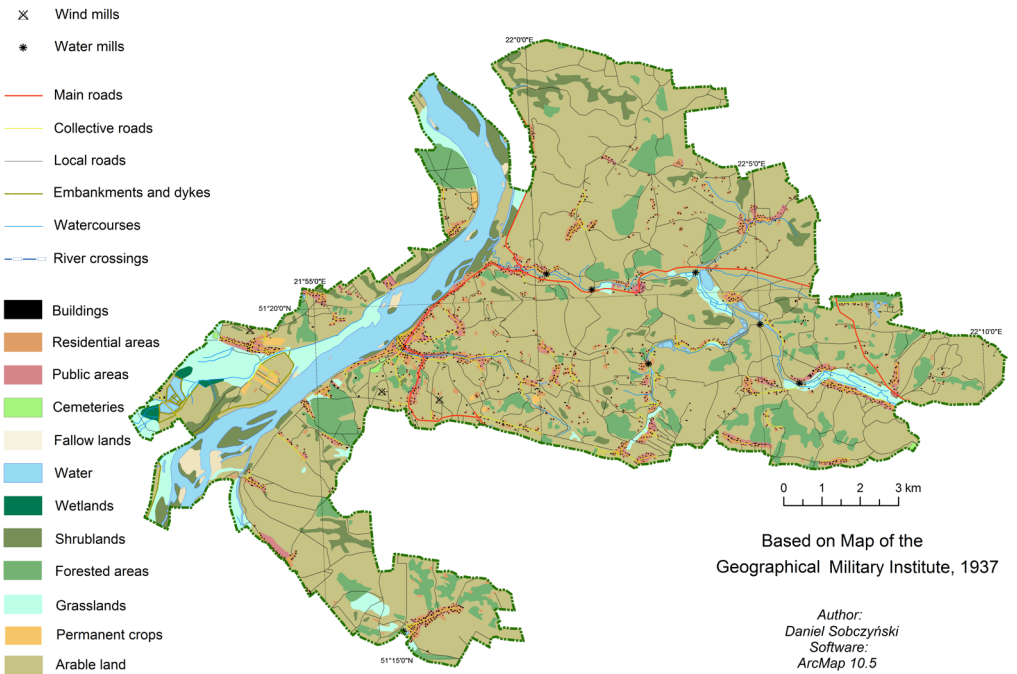 Wind mills
Water mills
Main roads
Collective roads
Local roads
Embankments and dykes
Watercourses
River crossings
Buildings
Residential areas
Public areas
Cemeteries
Fallow lands
Water
Wetlands
Shrublands
Forested areas
Grasslands
Permanent crops
Arable land
22°0'0"E
22°5'0"E
21°55'0"E
51°20'0"N
22°10'0"E
51°15'0"N
0 1 2 3 km
Based on Map of the
Geographical Military Institute, 1937
Author:
Daniel Sobczyński
Software:
ArcMap 10.5